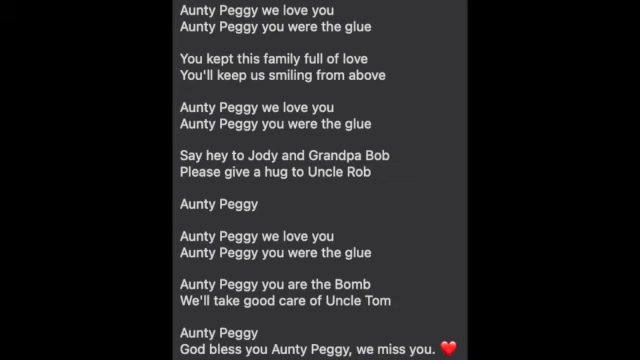 Aunty Peggy we love you
Aunty Peggy you were the glue
You kept this family full of love
You'll keep us smiling from above
Aunty Peggy we love you
Aunty Peggy you were the glue
Say hey to Jody and Grandpa Bob
Please give a hug to Uncle Rob
Aunty Peggy
Aunty Peggy we love you
Aunty Peggy you were the glue
Aunty Peggy you are the Bomb
We'll take good care of Uncle Tom
Aunty Peggy
God bless you Aunty Peggy, we miss you. ❤️